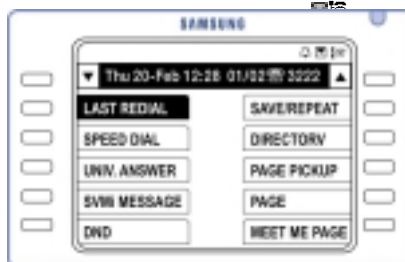 SAMSUNG
Thu 20-Feb 12:28 01/02 3222
LAST REDIAL SAVE/REPEAT
SPEED DIAL DIRECTORY
UNIV. ANSWER PAGE PICKUP
SVMi MESSAGE PAGE
DND MEET ME PAGE